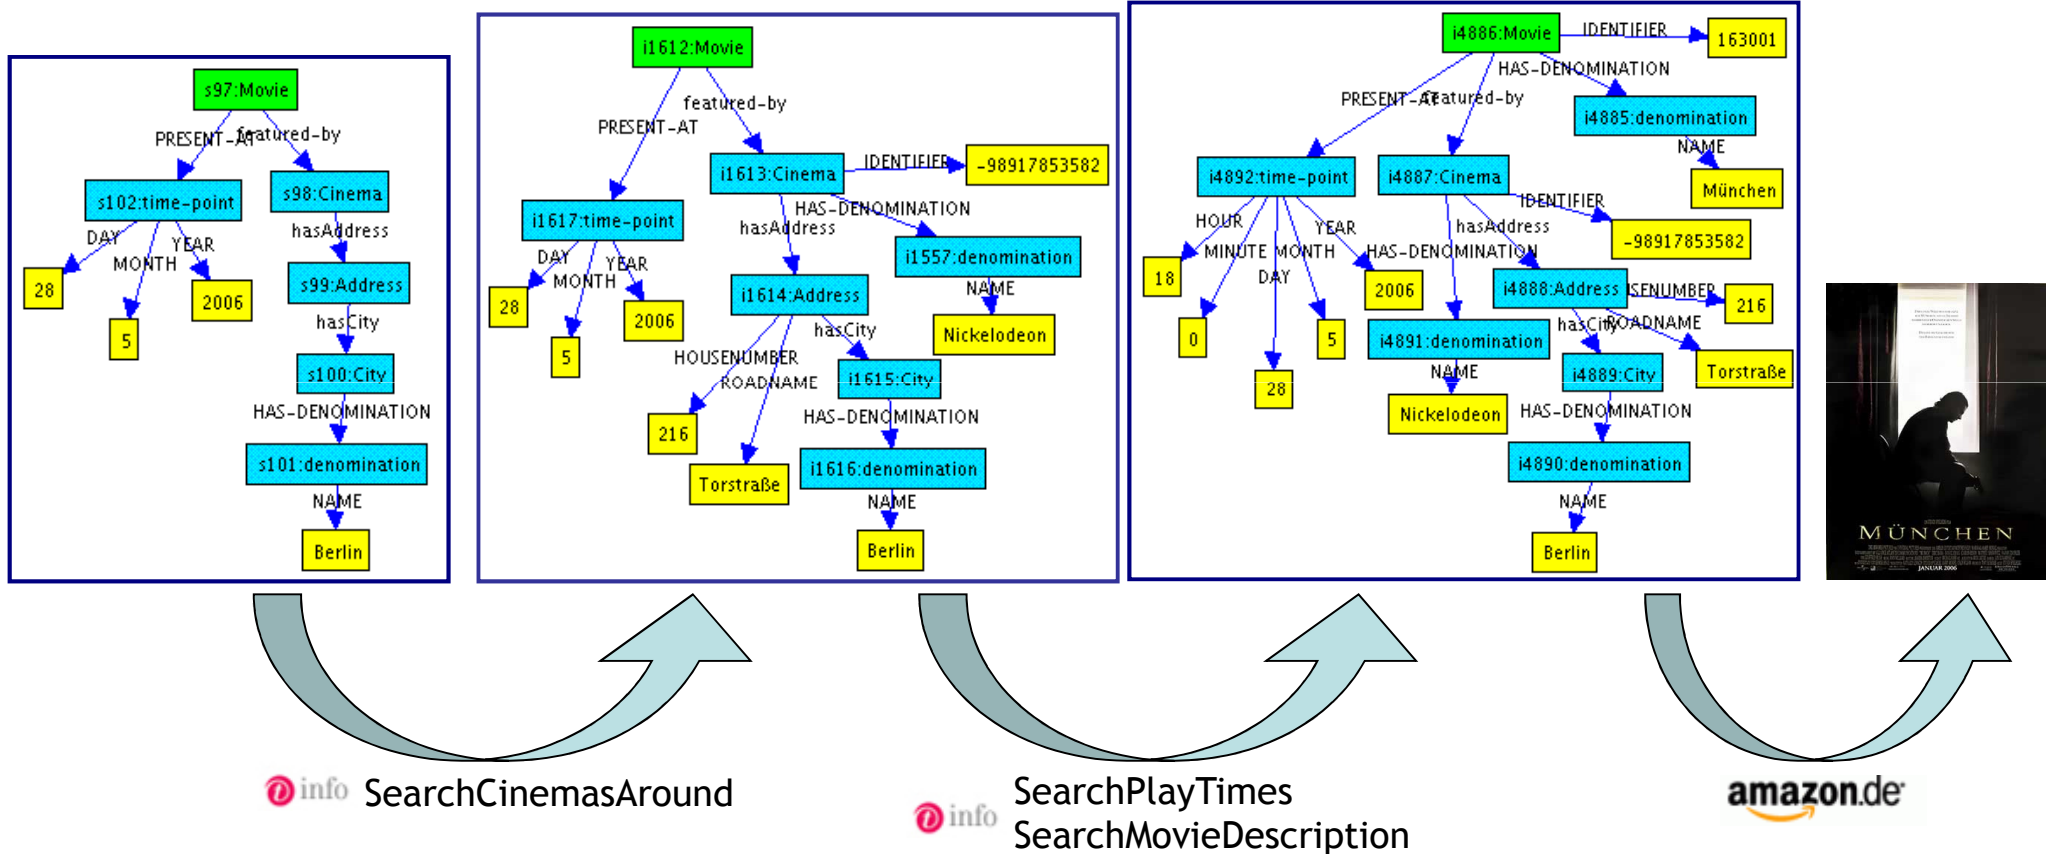 s97:Movie
PRESENT-AT
featured-by
s102:time-point
s98:Cinema
DAY
MONTH
YEAR
hasAddress
28
5
2006
s99:Address
hasCity
s100:City
HAS-DENOMINATION
s101:denomination
NAME
Berlin
i1612:Movie
featured-by
PRESENT-AT
i1613:Cinema
IDENTIFIER
-98917853582
HAS-DENOMINATION
i1617:time-point
hasAddress
DAY
MONTH
YEAR
i1557:denomination
28
5
2006
i1614:Address
NAME
hasCity
Nickelodeon
HOUSENUMBER
ROADNAME
i1615:City
216
HAS-DENOMINATION
Torstraße
i1616:denomination
NAME
Berlin
i4886:Movie
IDENTIFIER
163001
HAS-DENOMINATION
PRESENT-AT
featured-by
i4885:denomination
NAME
München
i4892:time-point
i4887:Cinema
IDENTIFIER
-98917853582
HOUR
MINUTE
DAY
MONTH
YEAR
hasAddress
HAS-DENOMINATION
18
0
28
5
2006
i4888:Address
HOUSENUMBER
216
hasCity
ROADNAME
Torstraße
i4891:denomination
NAME
Nickelodeon
i4889:City
HAS-DENOMINATION
i4890:denomination
NAME
Berlin
MÜNCHEN
JANUAR 2006
info SearchCinemasAround
info
SearchPlayTimes
SearchMovieDescription
amazon.de